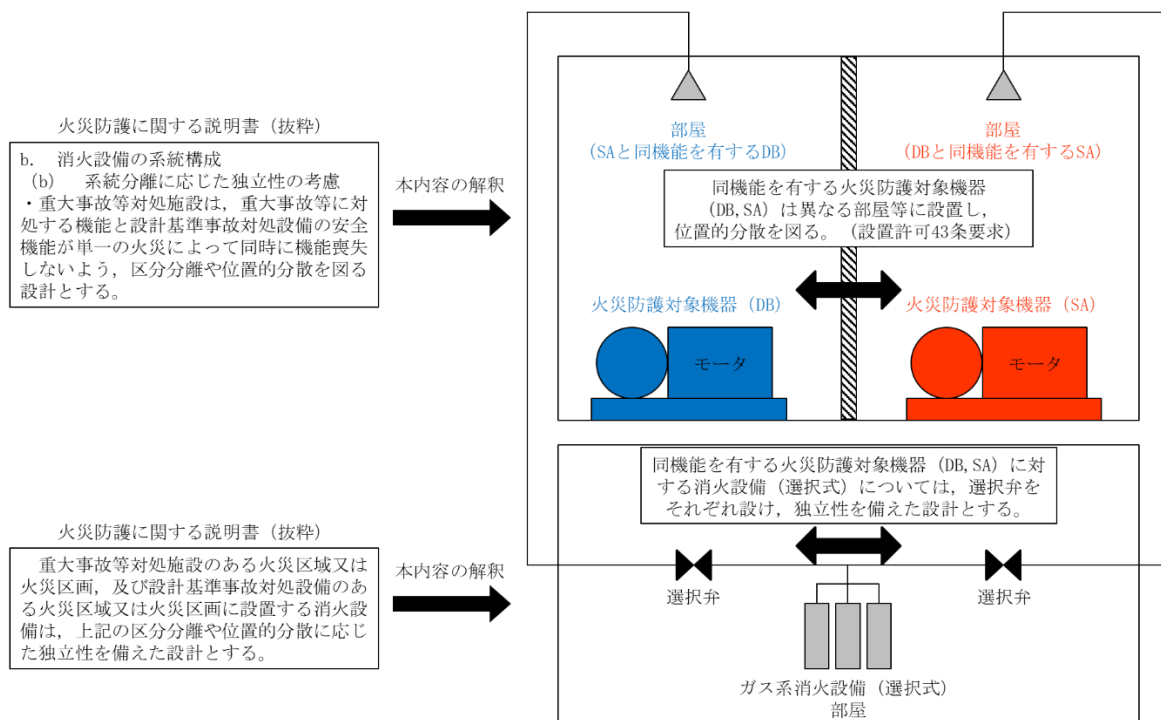 火災防護に関する説明書（抜粋）
b.　消火設備の系統構成
(b)　系統分離に応じた独立性の考慮
・重大事故等対処施設は，重大事故等に対
処する機能と設計基準事故対処設備の安全
機能が単一の火災によって同時に機能喪失
しないよう，区分分離や位置的分散を図る
設計とする。
本内容の解釈
部屋
（SAと同機能を有するDB）
部屋
（DBと同機能を有するSA）
同機能を有する火災防護対象機器
（DB,SA）は異なる部屋等に設置し，
位置的分散を図る。（設置許可43条要求）
火災防護対象機器（DB）
火災防護対象機器（SA）
モータ
モータ
同機能を有する火災防護対象機器（DB,SA）に対
する消火設備（選択式）については，選択弁を
それぞれ設け，独立性を備えた設計とする。
火災防護に関する説明書（抜粋）
重大事故等対処施設のある火災区域又は
火災区画，及び設計基準事故対処設備のあ
る火災区域又は火災区画に設置する消火設
備は，上記の区分分離や位置的分散に応じ
た独立性を備えた設計とする。
本内容の解釈
選択弁
選択弁
ガス系消火設備（選択式）
部屋